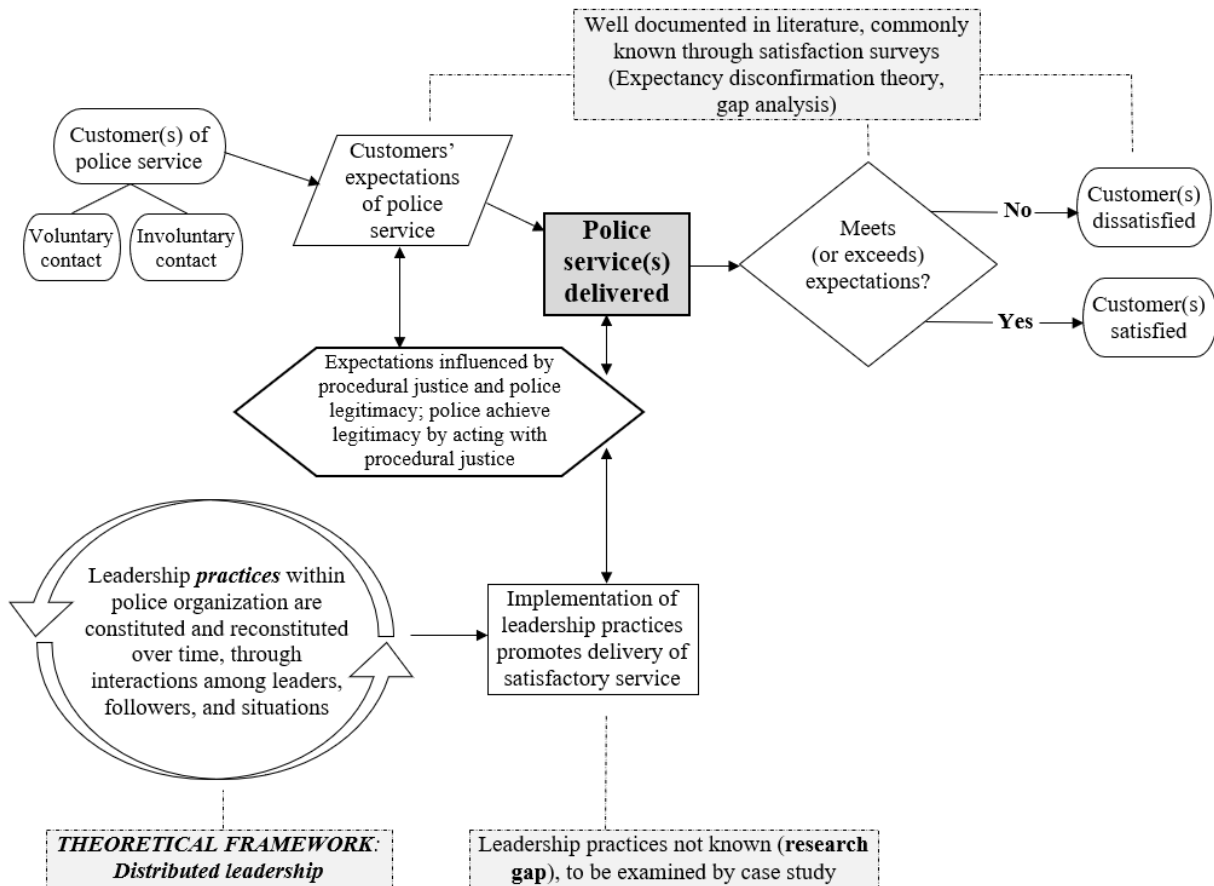 Well documented in literature, commonly
known through satisfaction surveys
(Expectancy disconfirmation theory,
gap analysis)
Customer(s) of
police service
Voluntary
contact
Involuntary
contact
Customers’
expectations
of police
service
Police
service(s)
delivered
Meets
(or exceeds)
expectations?
No
Customer(s)
dissatisfied
Yes
Customer(s)
satisfied
Expectations influenced by
procedural justice and police
legitimacy; police achieve
legitimacy by acting with
procedural justice
Leadership practices within
police organization are
constituted and reconstituted
over time, through
interactions among leaders,
followers, and situations
Implementation of
leadership practices
promotes delivery of
satisfactory service
THEORETICAL FRAMEWORK:
Distributed leadership
Leadership practices not known (research
gap), to be examined by case study